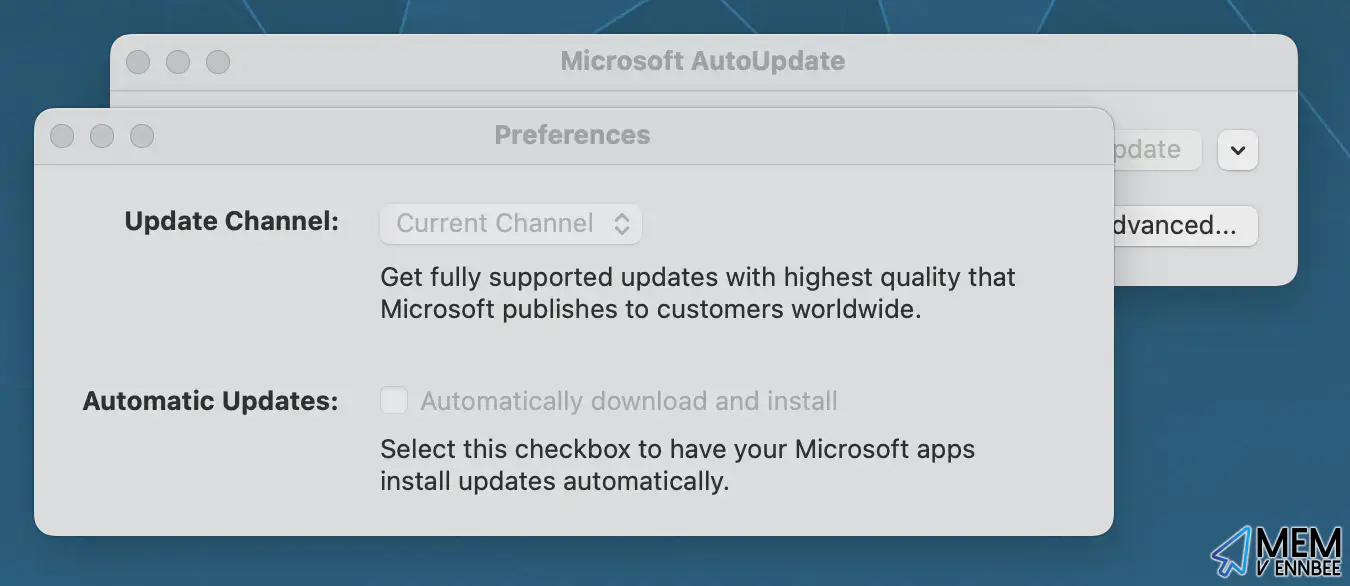 Microsoft AutoUpdate
Preferences
pdate
Update Channel:
Current Channel
dvanced...
Get fully supported updates with highest quality that
Microsoft publishes to customers worldwide.
Automatic Updates:
Automatically download and install
Select this checkbox to have your Microsoft apps
install updates automatically.
MEM
V ENNBEE